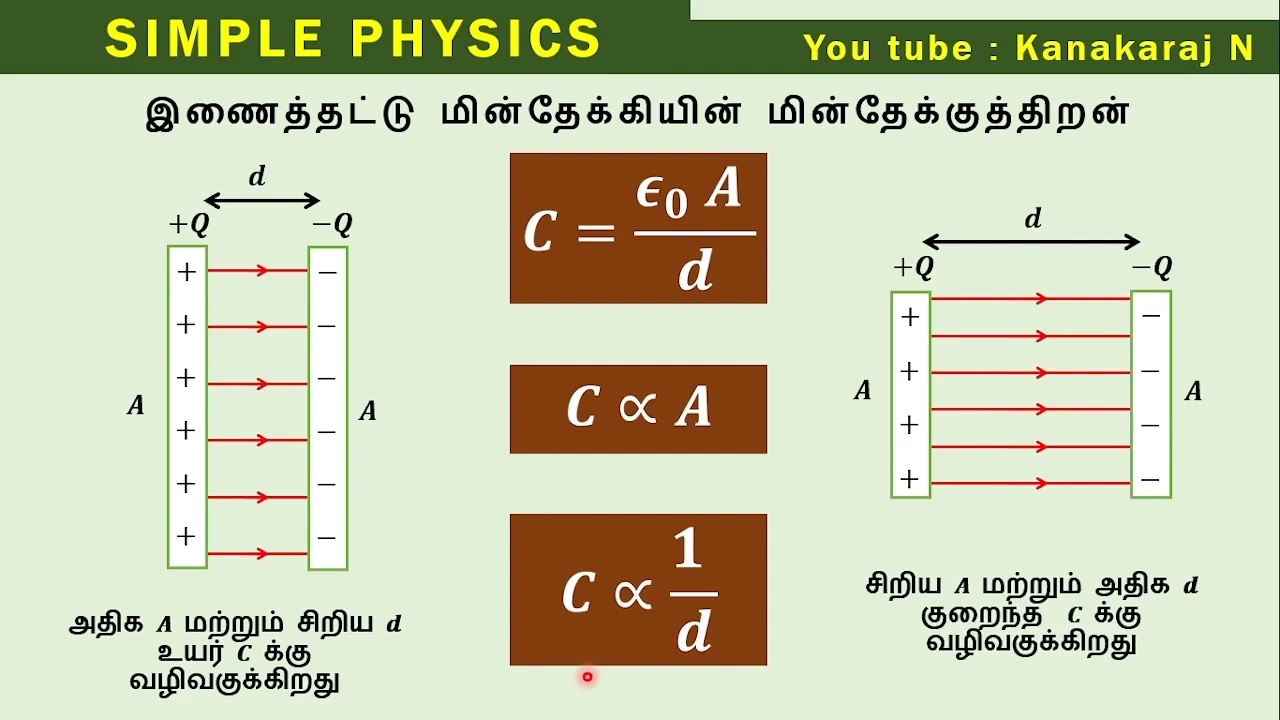 SIMPLE PHYSICS
You tube : Kanakaraj N
இணைத்தட்டு மின்தேக்கியின் மின்தேக்குத்திறன்
d
+Q −Q
+ −
+ −
+ −
+ −
+ −
+ −
A A
அதிக A மற்றும் சிறிய d
உயர் C க்கு
வழிவகுக்கிறது
C = ϵ₀ A / d
C ∝ A
C ∝ 1 / d
d
+Q −Q
+ −
+ −
+ −
+ −
A A
சிறிய A மற்றும் அதிக d
குறைந்த C க்கு
வழிவகுக்கிறது